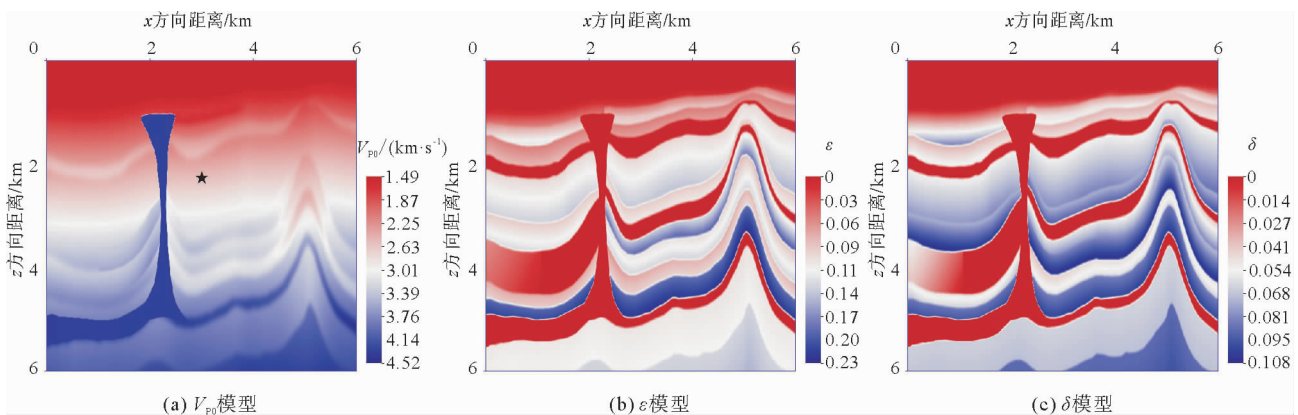 x方向距离/km
0 2 4 6
z方向距离/km
2
4
6
V_P0/(km·s⁻¹)
1.49
1.87
2.25
2.63
3.01
3.39
3.76
4.14
4.52
(a) V_P0模型
x方向距离/km
0 2 4 6
z方向距离/km
2
4
6
ε
0
0.03
0.06
0.09
0.11
0.14
0.17
0.20
0.23
(b) ε模型
x方向距离/km
0 2 4 6
z方向距离/km
2
4
6
δ
0
0.014
0.027
0.041
0.054
0.068
0.081
0.095
0.108
(c) δ模型